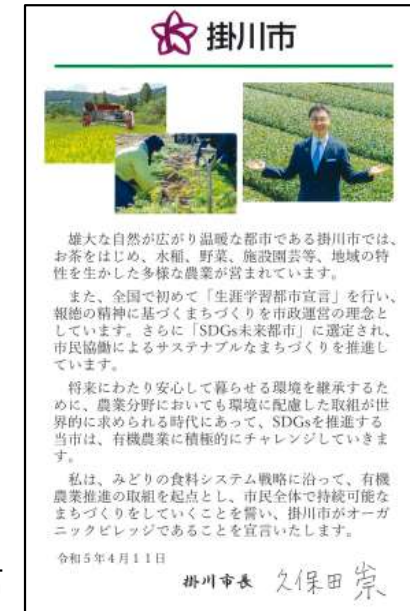 掛川市
雄大な自然が広がり温暖な都市である掛川市では、
お茶をはじめ、水稲、野菜、施設園芸等、地域の特
性を生かした多様な農業が営まれています。
また、全国で初めて「生涯学習都市宣言」を行い、
報徳の精神に基づくまちづくりを市政運営の理念と
しています。さらに「SDGs未来都市」に選定され、
市民協働によるサステナブルなまちづくりを推進し
ています。
将来にわたり安心して暮らせる環境を継承するた
めに、農業分野においても環境に配慮した取組が世
界的に求められる時代にあって、SDGsを推進する
当市は、有機農業に積極的にチャレンジしていきま
す。
私は、みどりの食料システム戦略に沿って、有機
農業推進の取組を起点とし、市民全体で持続可能な
まちづくりをしていくことを誓い、掛川市がオーガ
ニックビレッジであることを宣言いたします。
令和5年4月11日
掛川市長 久保田 崇